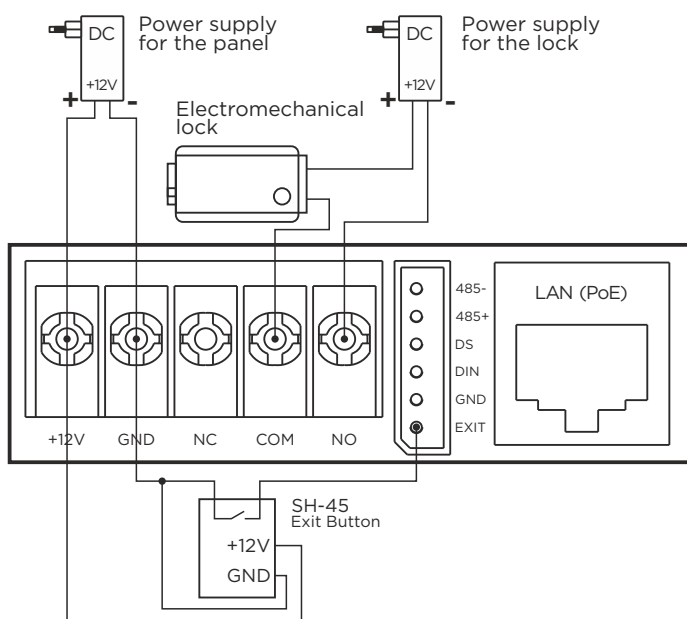 DC
Power supply
for the panel
+12V
+
-
DC
Power supply
for the lock
+12V
+
-
Electromechanical
lock
485-
485+
DS
DIN
GND
EXIT
LAN (PoE)
+12V
GND
NC
COM
NO
SH-45
Exit Button
+12V
GND